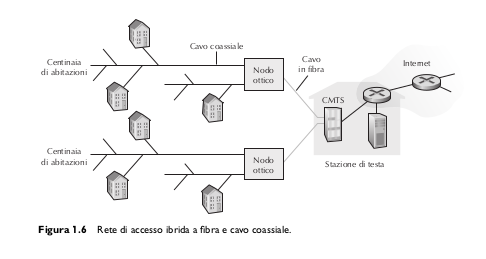 Cavo coassiale
Centinaia
di abitazioni
Nodo
ottico
Cavo
in fibra
Internet
CMTS
Centinaia
di abitazioni
Nodo
ottico
Stazione di testa
Figura 1.6 Rete di accesso ibrida a fibra e cavo coassiale.